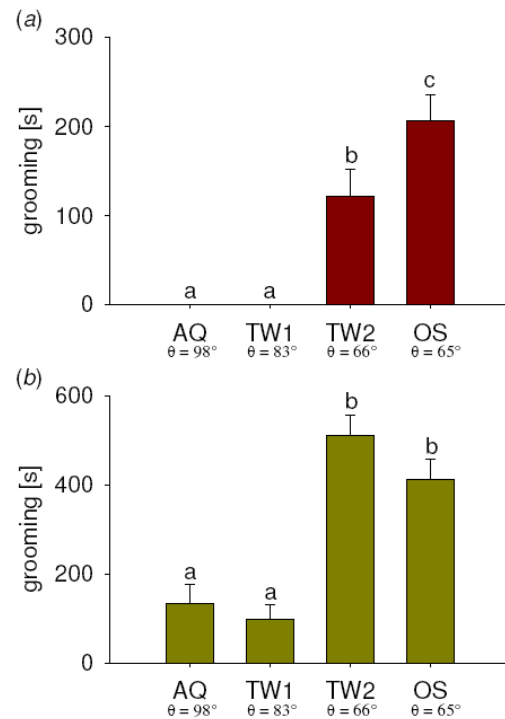 (a)
300
200
100
0
grooming [s]
a a b c
AQ TW1 TW2 OS
θ = 98° θ = 83° θ = 66° θ = 65°
(b)
600
400
200
0
grooming [s]
a a b b
AQ TW1 TW2 OS
θ = 98° θ = 83° θ = 66° θ = 65°